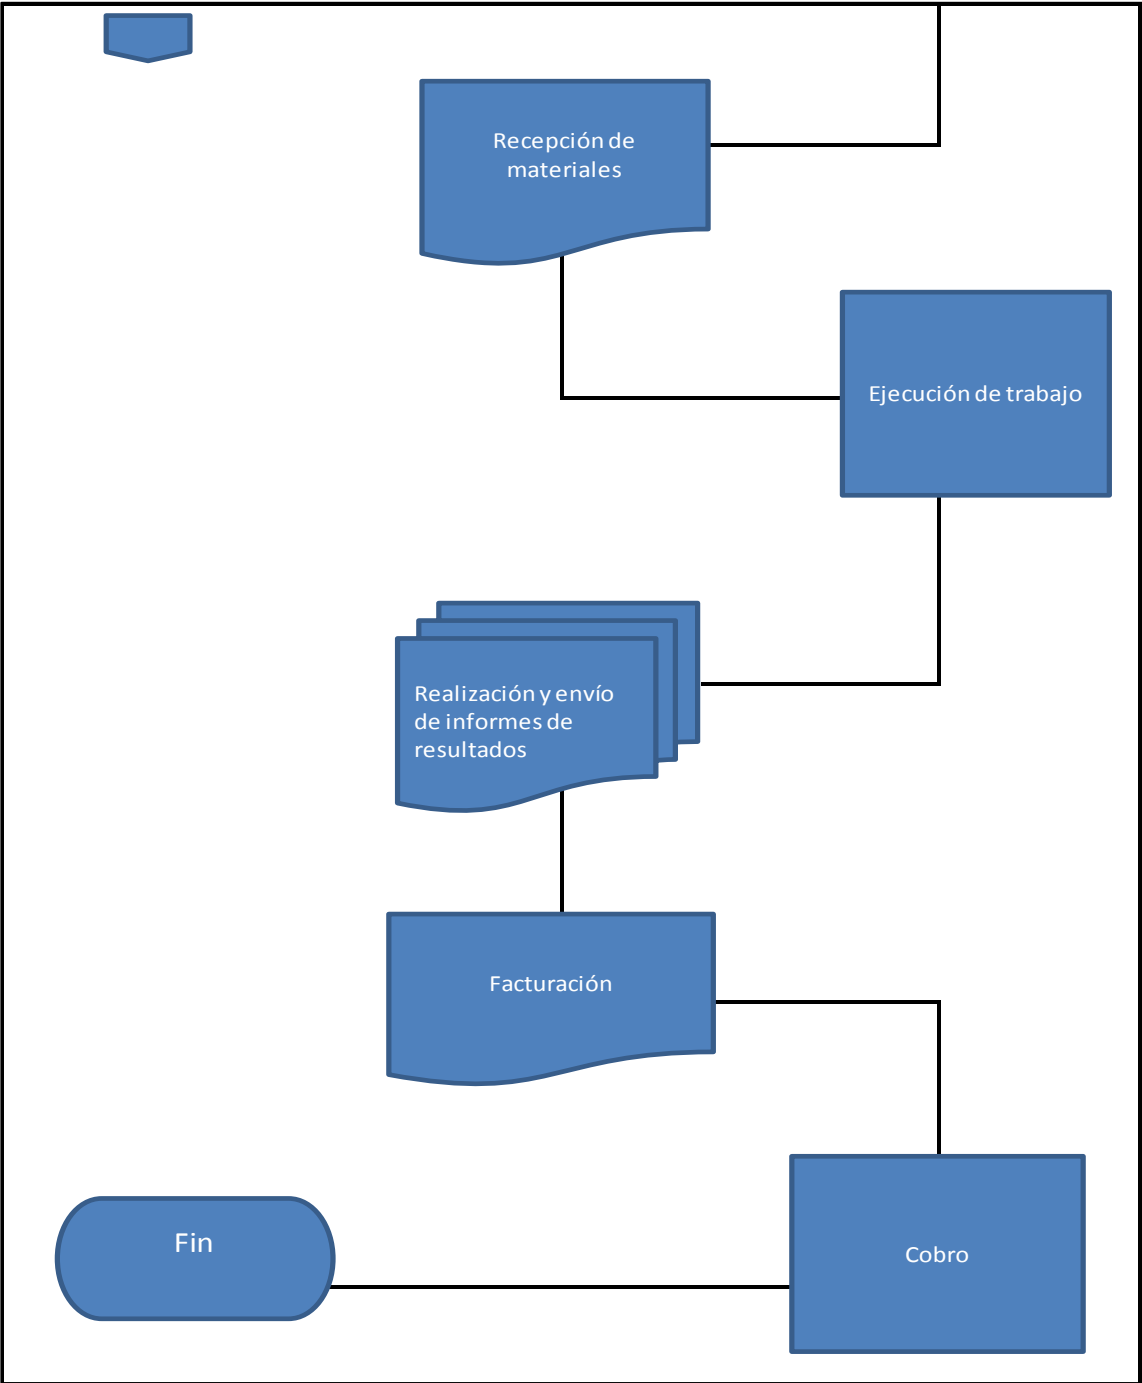 Recepción de
materiales
Ejecución de trabajo
Realización y envío
de informes de
resultados
Facturación
Cobro
Fin